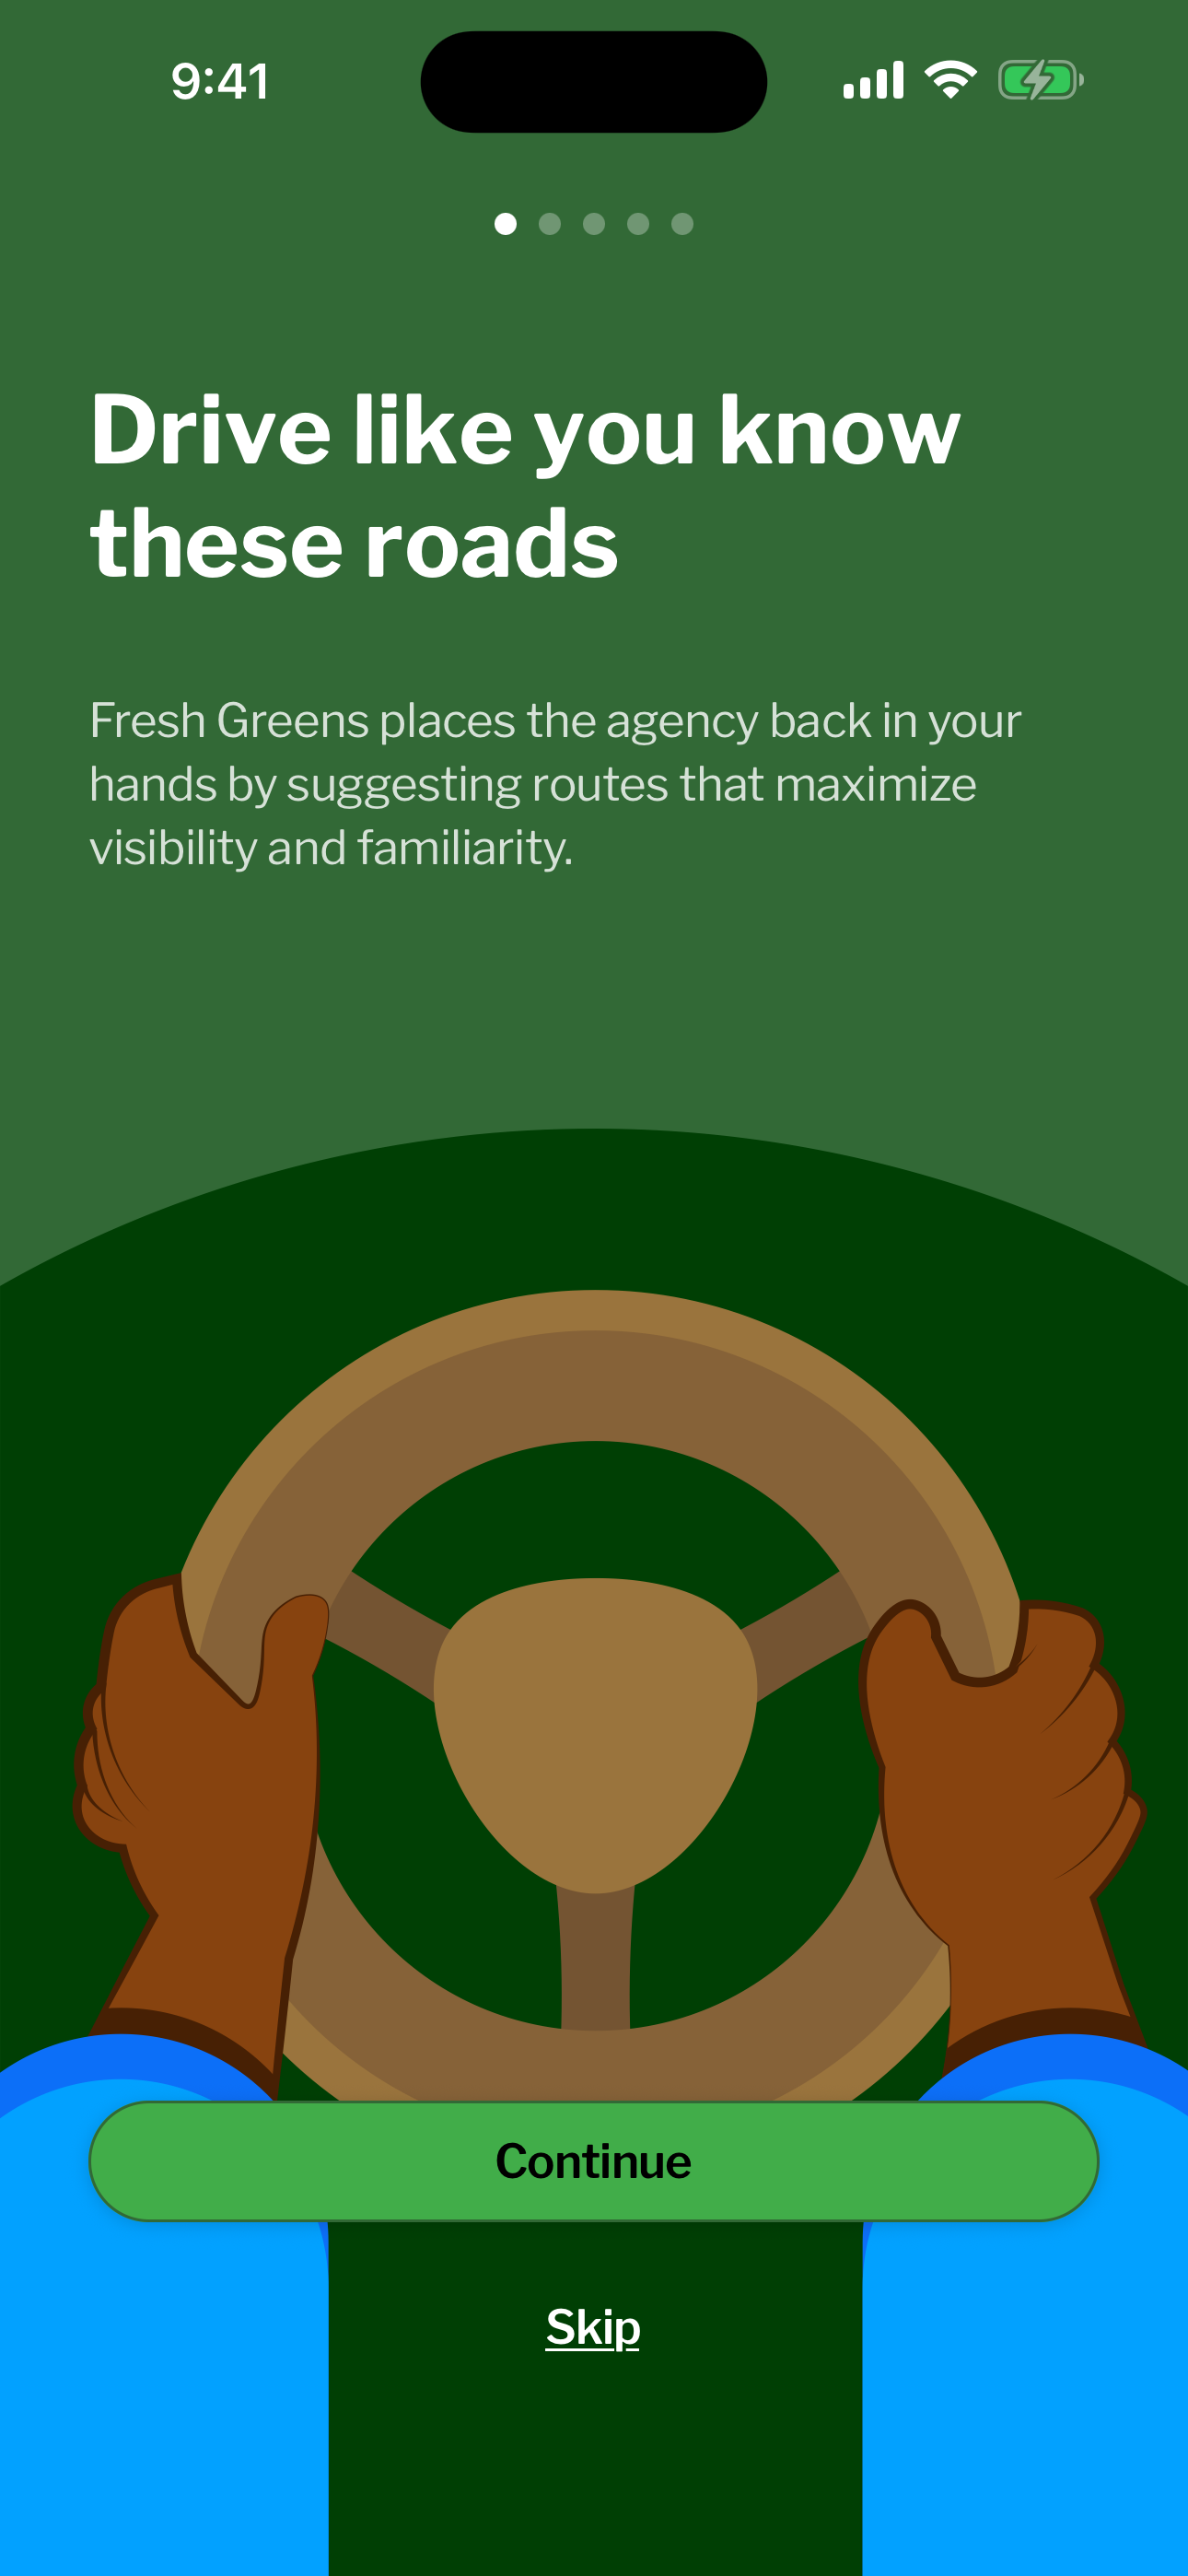 9:41
Drive like you know
these roads
Fresh Greens places the agency back in your
hands by suggesting routes that maximize
visibility and familiarity.
Continue
Skip